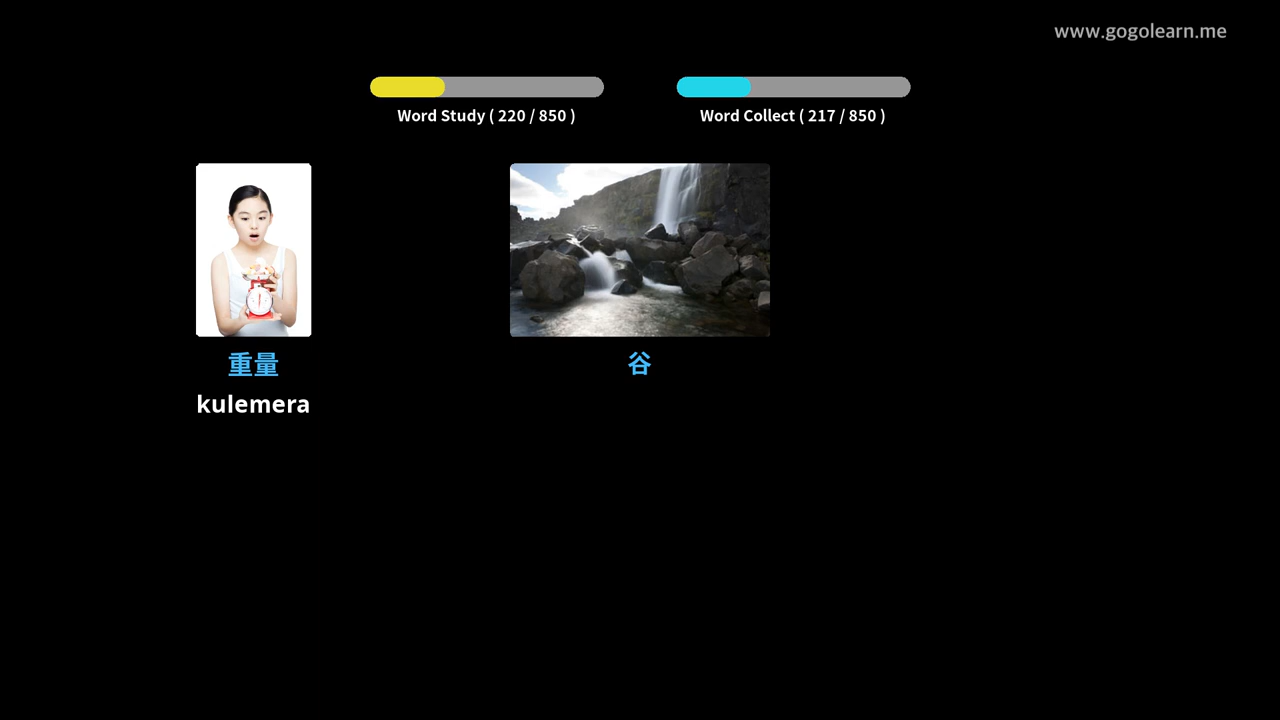 www.gogolearn.me
Word Study ( 220 / 850 )
Word Collect ( 217 / 850 )
重量
谷
kulemera